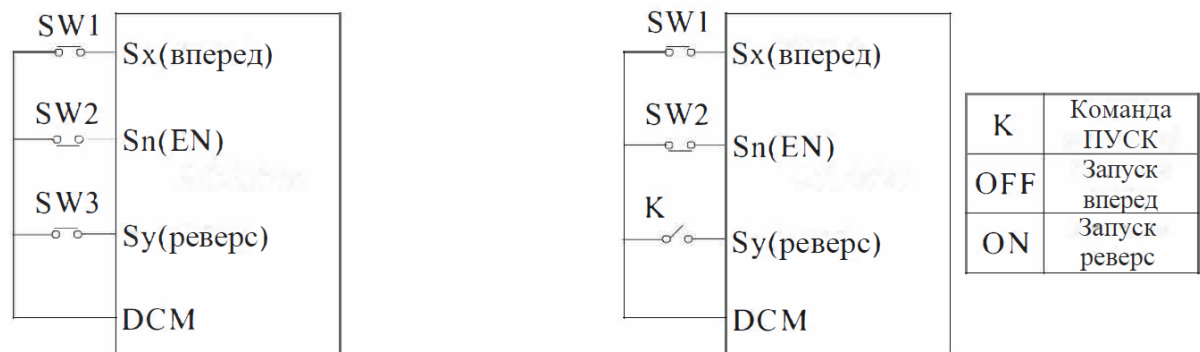 SW1
Sx(вперед)
SW2
Sn(EN)
SW3
Sy(реверс)
DCM
SW1
Sx(вперед)
SW2
Sn(EN)
K
Sy(реверс)
DCM
K
Команда
ПУСК
OFF
Запуск
вперед
ON
Запуск
реверс